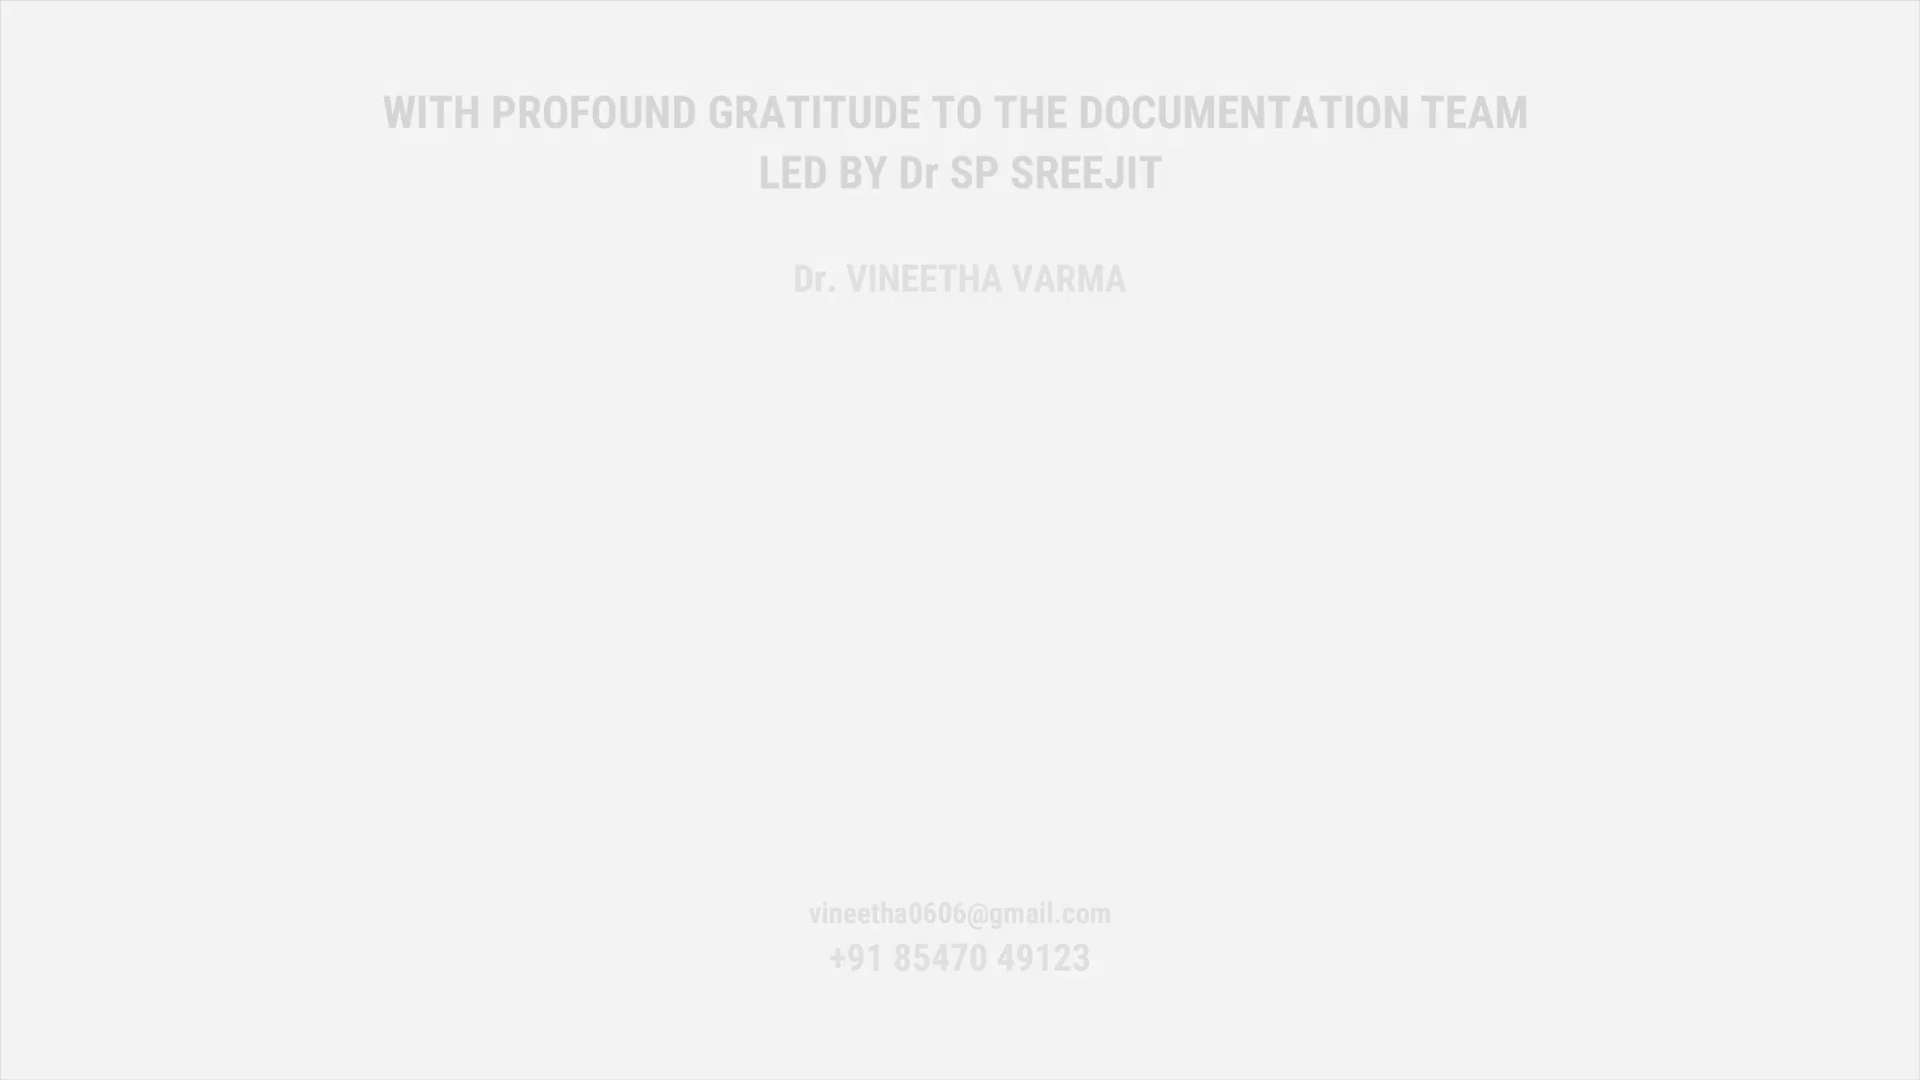 WITH PROFOUND GRATITUDE TO THE DOCUMENTATION TEAM
LED BY Dr SP SREEJIT
Dr. VINEETHA VARMA
vineetha0606@gmail.com
+91 85470 49123